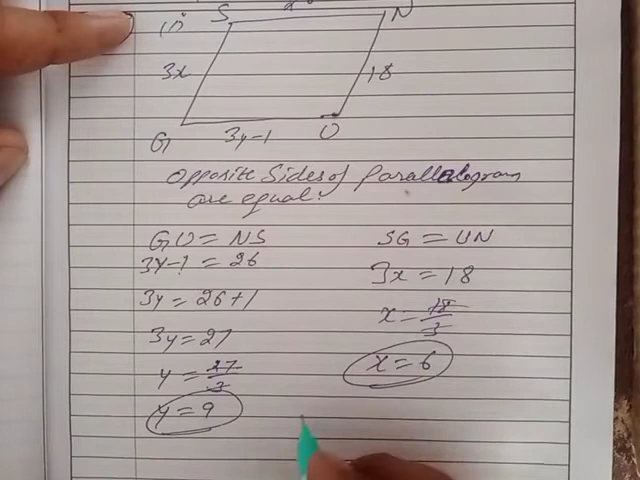 (i) S 26 N
3x 18
G 3y-1 U
Opposite Sides of Parallelogram
are equal.
GU = NS SG = UN
3y-1 = 26 3x = 18
3y = 26+1 x = 18/3
3y = 27 x = 6
y = 27/3
y = 9